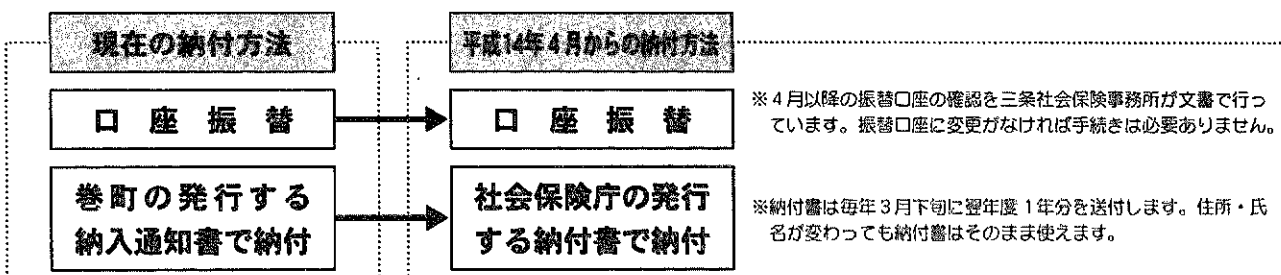 現在の納付方法
平成14年4月からの納付方法
口座振替
口座振替
※4月以降の振替口座の確認を三条社会保険事務所が文書で行っ
ています。振替口座に変更がなければ手続きは必要ありません。
巻町の発行する
納入通知書で納付
社会保険庁の発行
する納付書で納付
※納付書は毎年3月下旬に翌年度1年分を送付します。住所・氏
名が変わっても納付書はそのまま使えます。